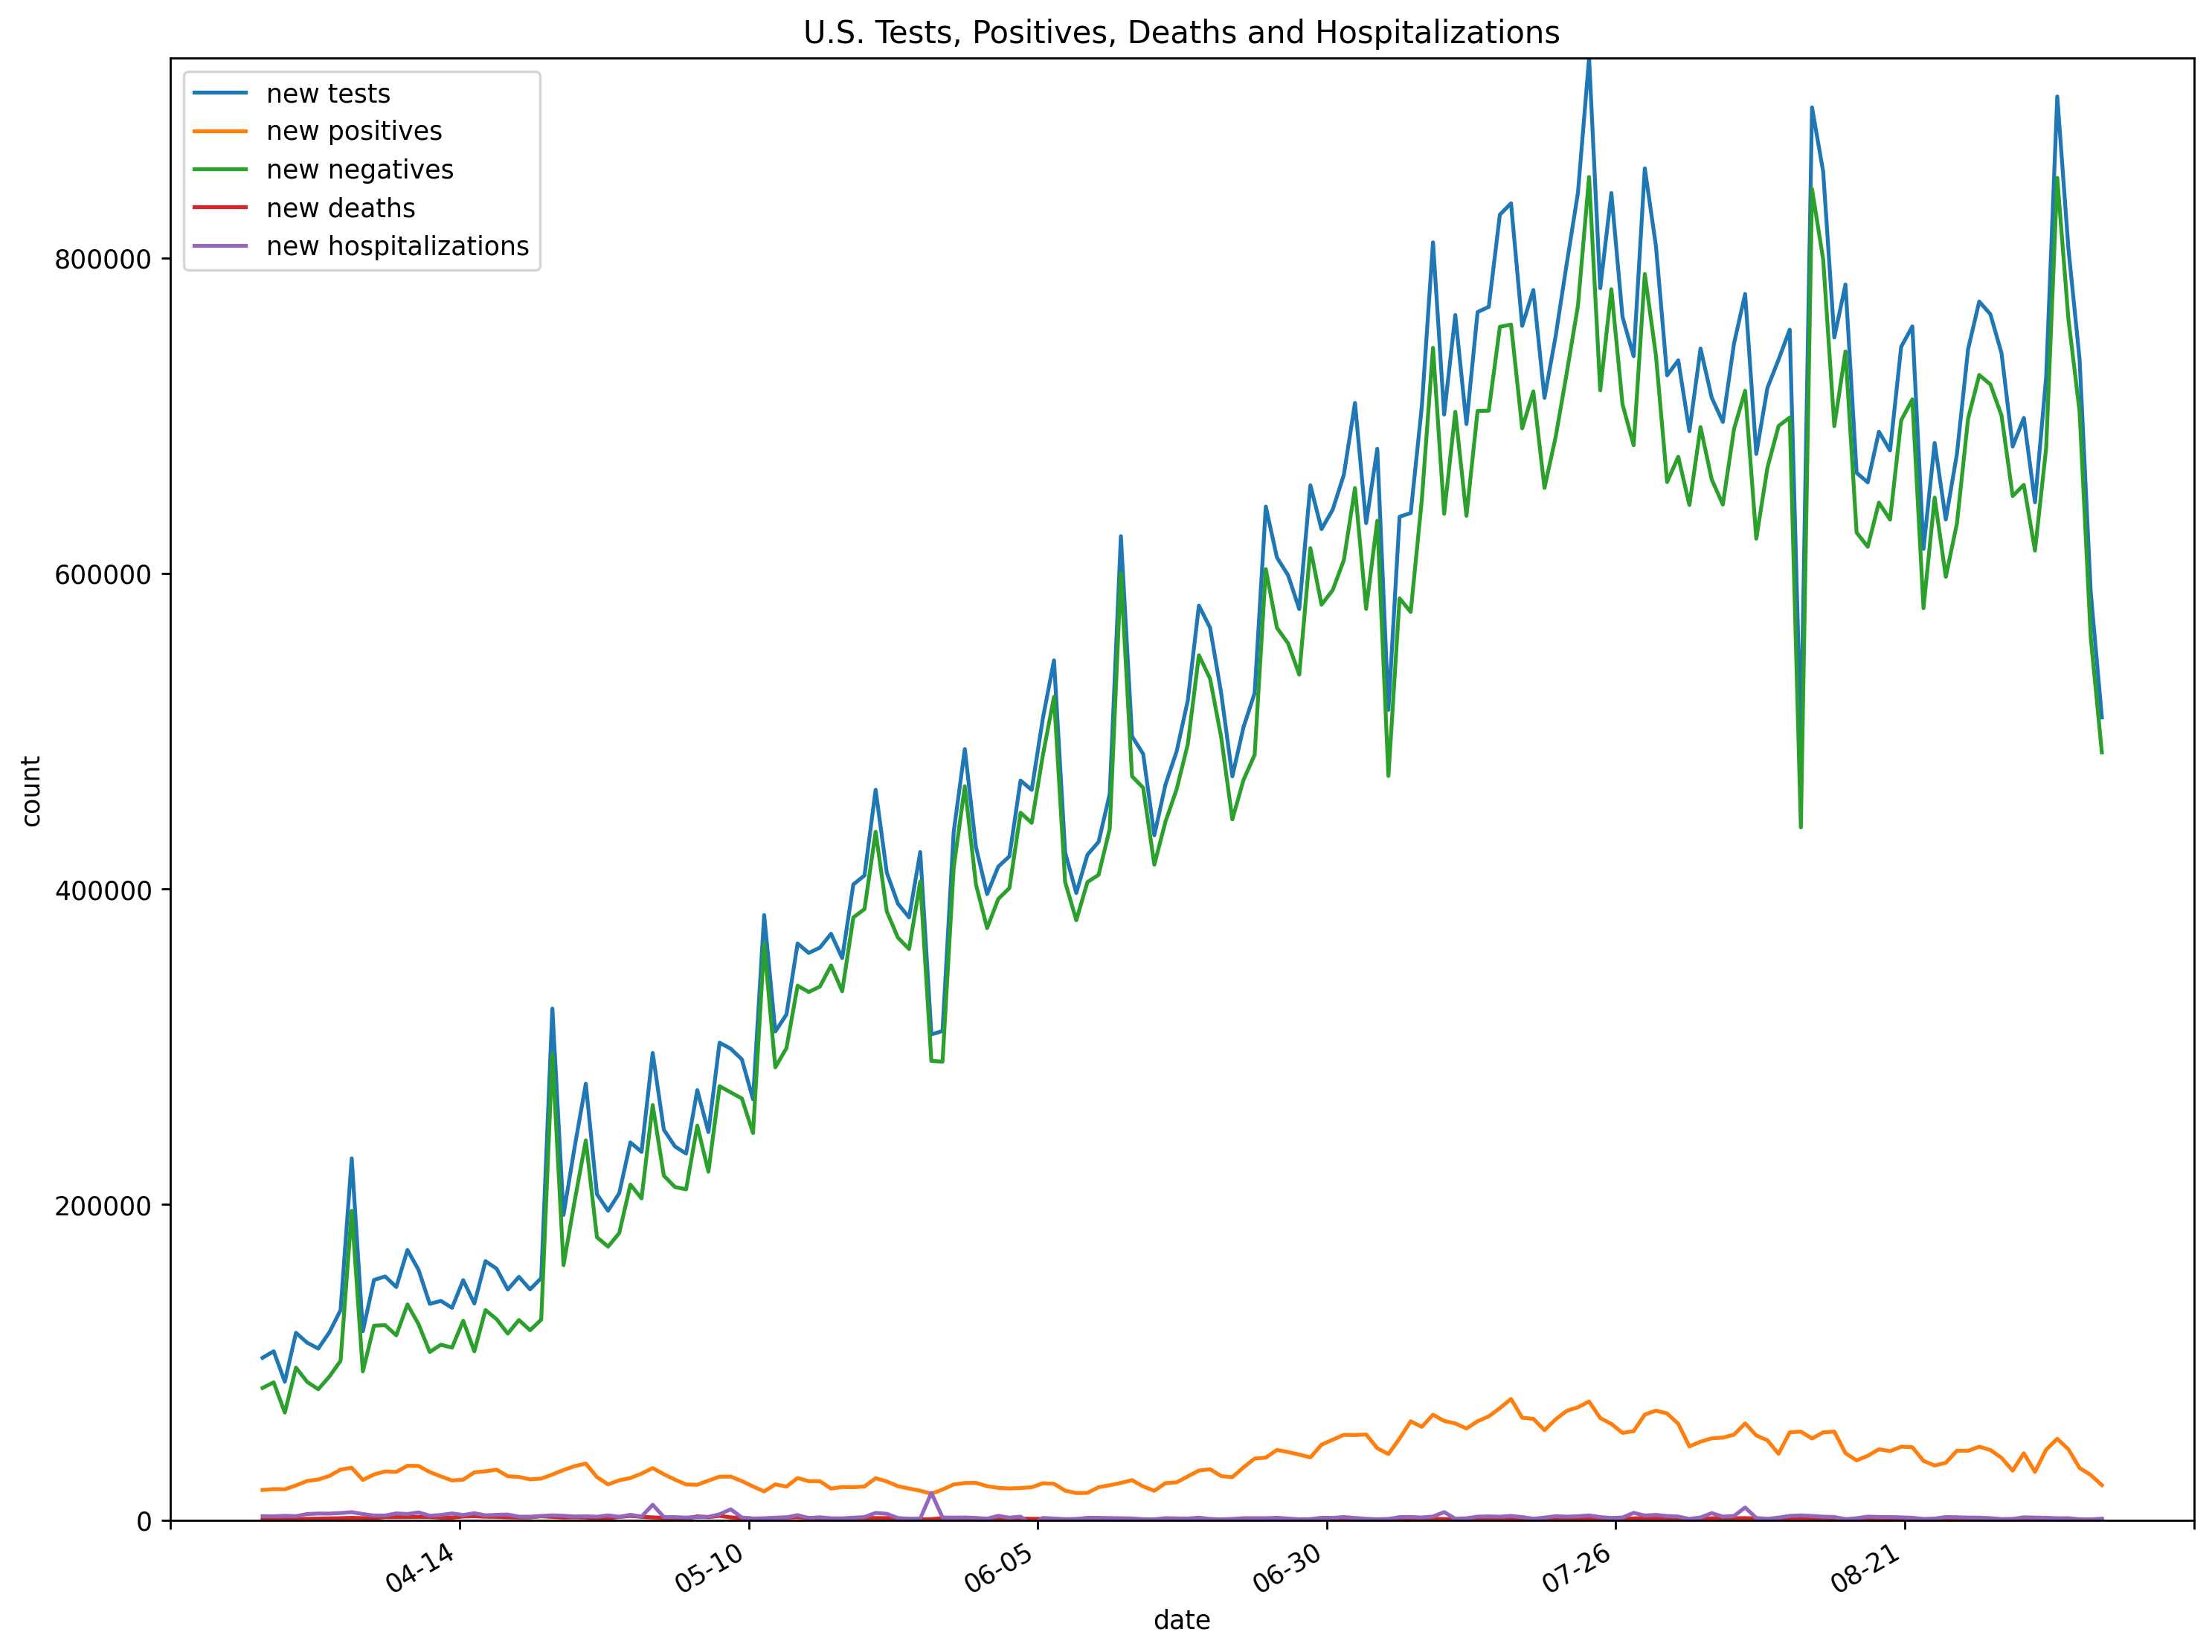 U.S. Tests, Positives, Deaths and Hospitalizations
new tests
new positives
new negatives
new deaths
new hospitalizations
800000
600000
400000
200000
0
count
04-14
05-10
06-05
06-30
07-26
08-21
date